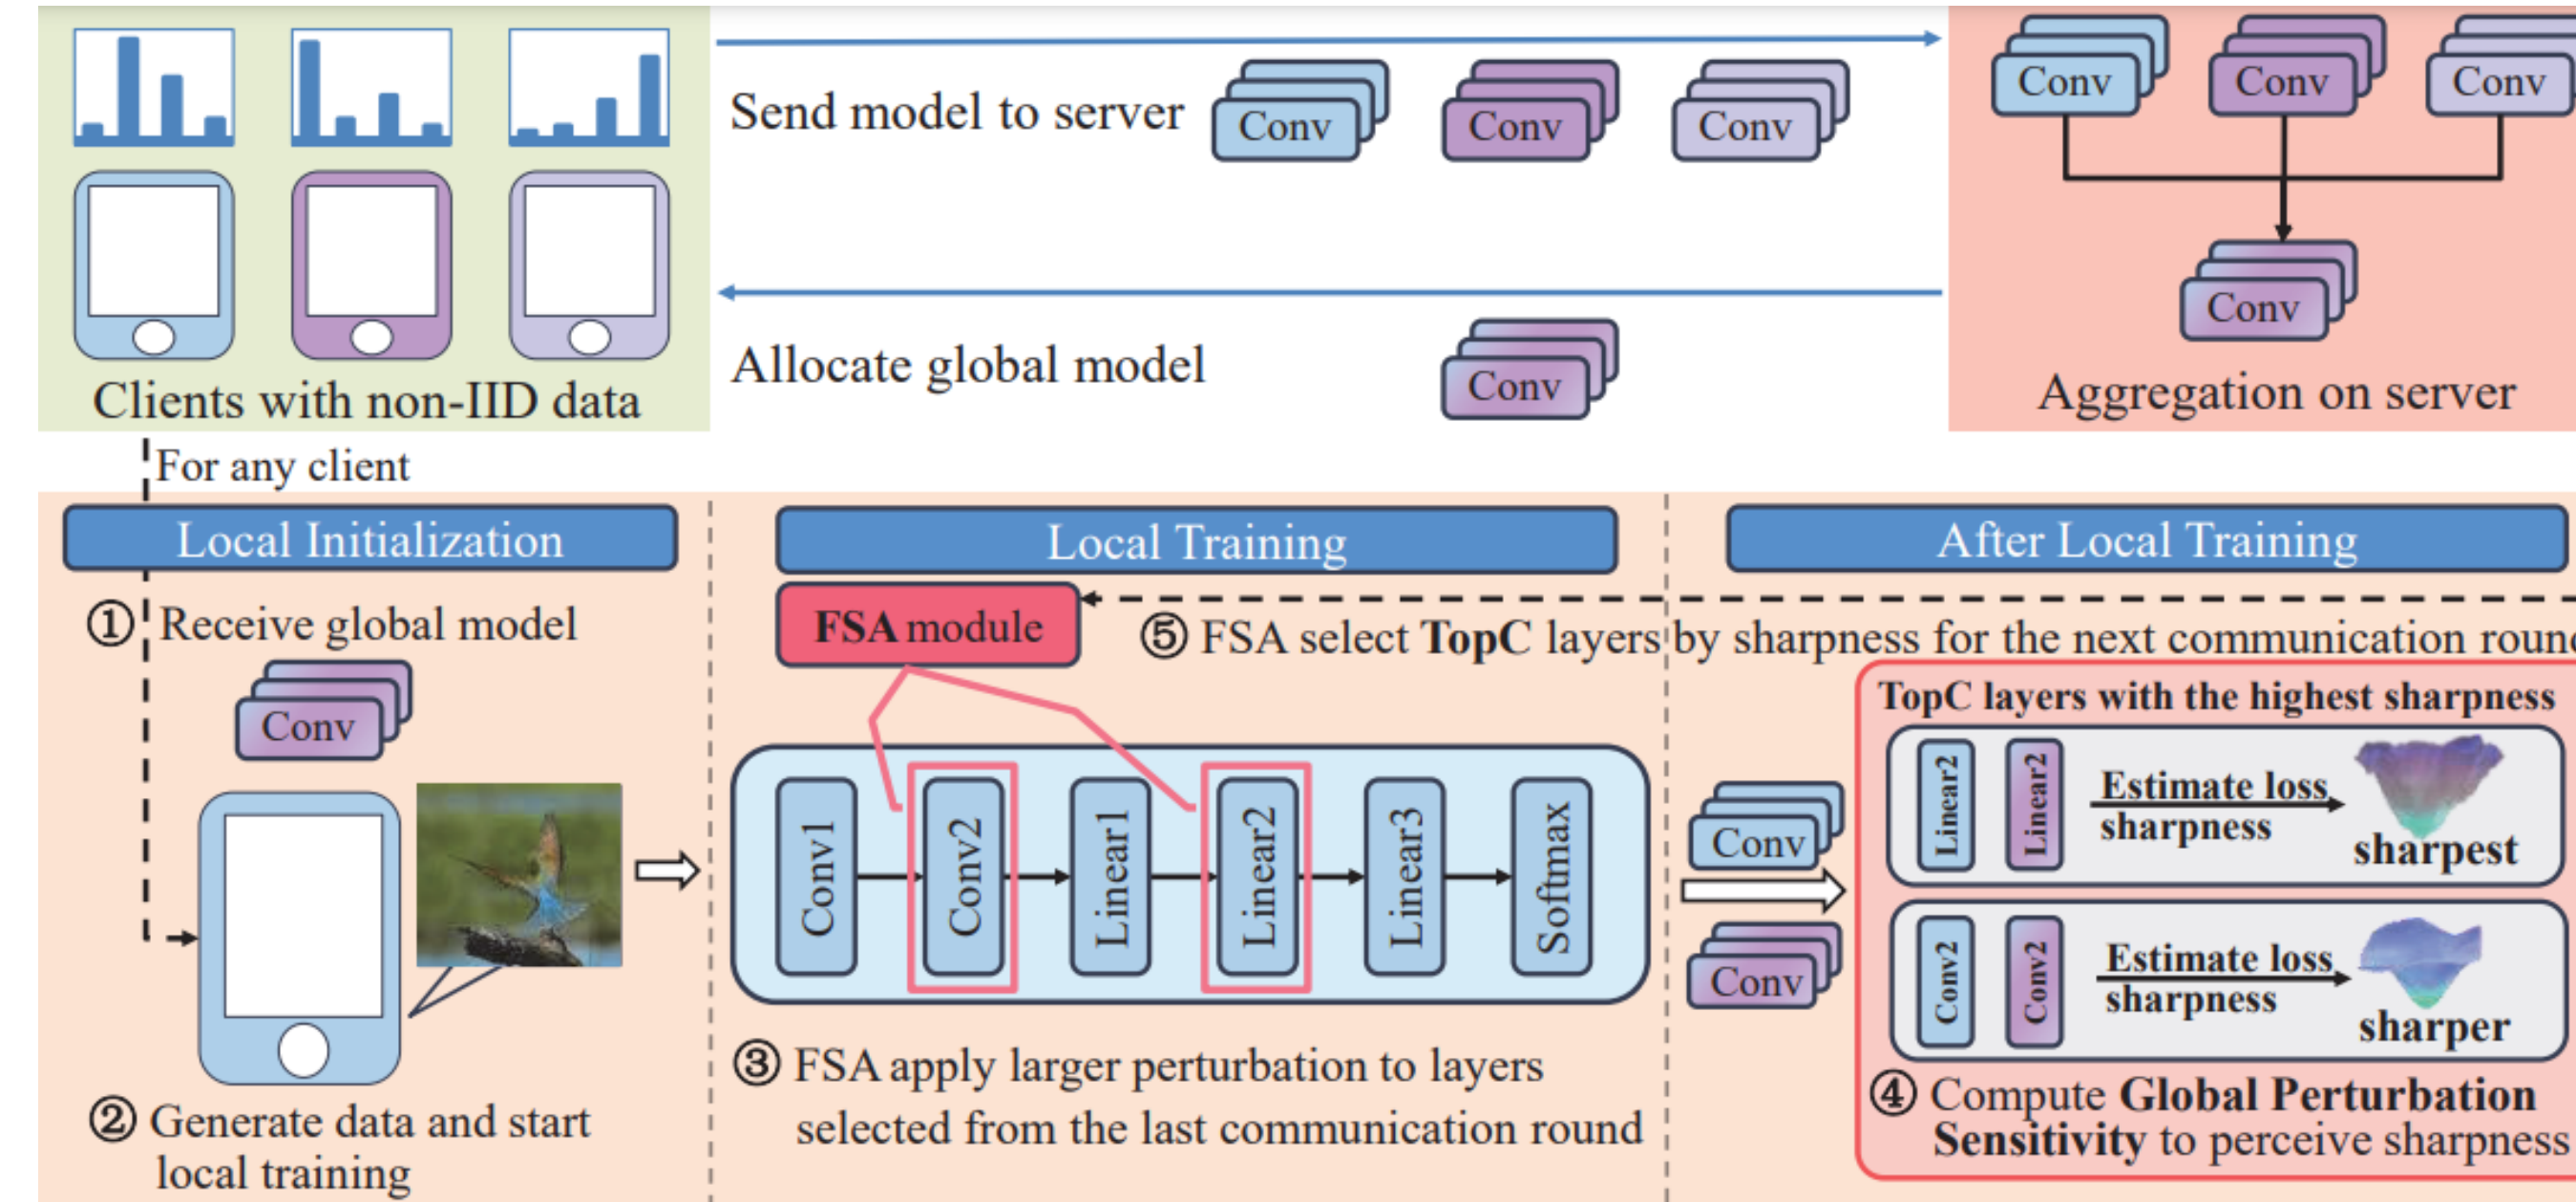 Send model to server
Conv
Conv
Conv
Conv
Conv
Conv
Conv
Allocate global model
Conv
Clients with non-IID data
Aggregation on server
For any client
Local Initialization
Local Training
After Local Training
① Receive global model
Conv
FSA module
⑤ FSA select TopC layers by sharpness for the next communication
TopC layers with the highest sharpness
Conv1
Conv2
Linear1
Linear2
Linear3
Softmax
Conv
Conv
Linear2
Linear2
Estimate loss
sharpness
sharpest
Conv2
Conv2
Estimate loss
sharpness
sharper
② Generate data and start
local training
③ FSA apply larger perturbation to layers
selected from the last communication round
④ Compute Global Perturbation
Sensitivity to perceive sharpness